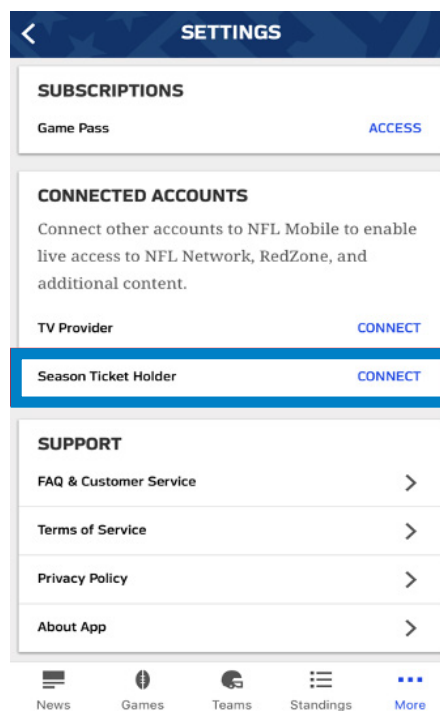 SETTINGS
SUBSCRIPTIONS
Game Pass ACCESS
CONNECTED ACCOUNTS
Connect other accounts to NFL Mobile to enable
live access to NFL Network, RedZone, and
additional content.
TV Provider CONNECT
Season Ticket Holder CONNECT
SUPPORT
FAQ & Customer Service
Terms of Service
Privacy Policy
About App
News Games Teams Standings More